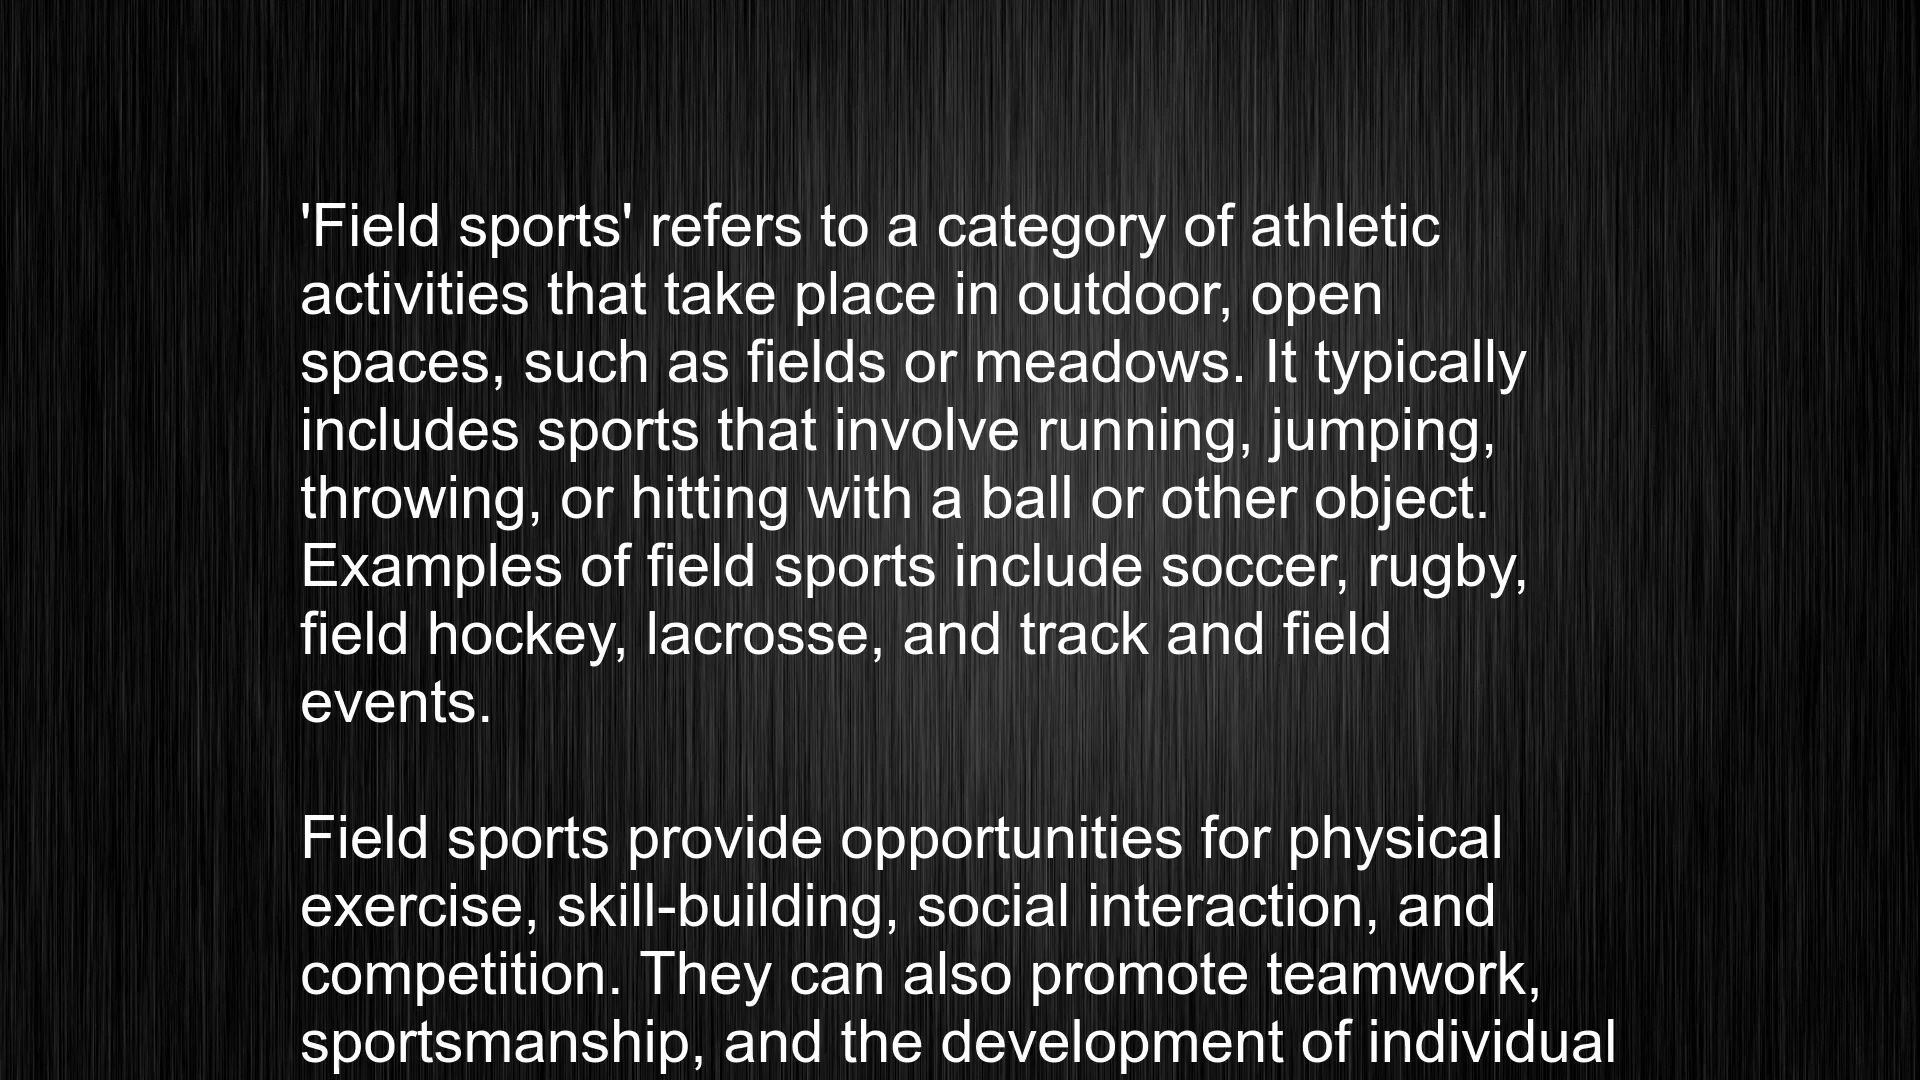 'Field sports' refers to a category of athletic
activities that take place in outdoor, open
spaces, such as fields or meadows. It typically
includes sports that involve running, jumping,
throwing, or hitting with a ball or other object.
Examples of field sports include soccer, rugby,
field hockey, lacrosse, and track and field
events.
Field sports provide opportunities for physical
exercise, skill-building, social interaction, and
competition. They can also promote teamwork,
sportsmanship, and the development of individual